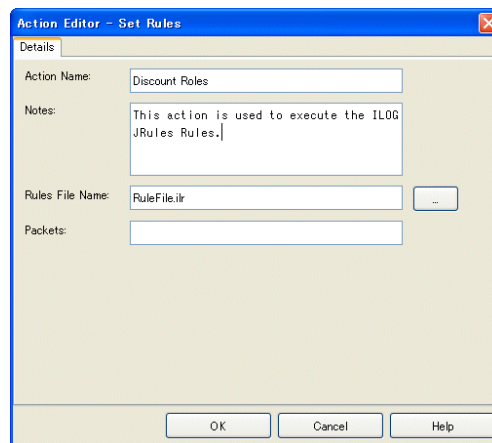 Action Editor - Set Rules
Details
Action Name:
Discount Roles
Notes:
This action is used to execute the ILOG
JRules Rules.
Rules File Name:
RuleFile.ilr
...
Packets:
OK
Cancel
Help